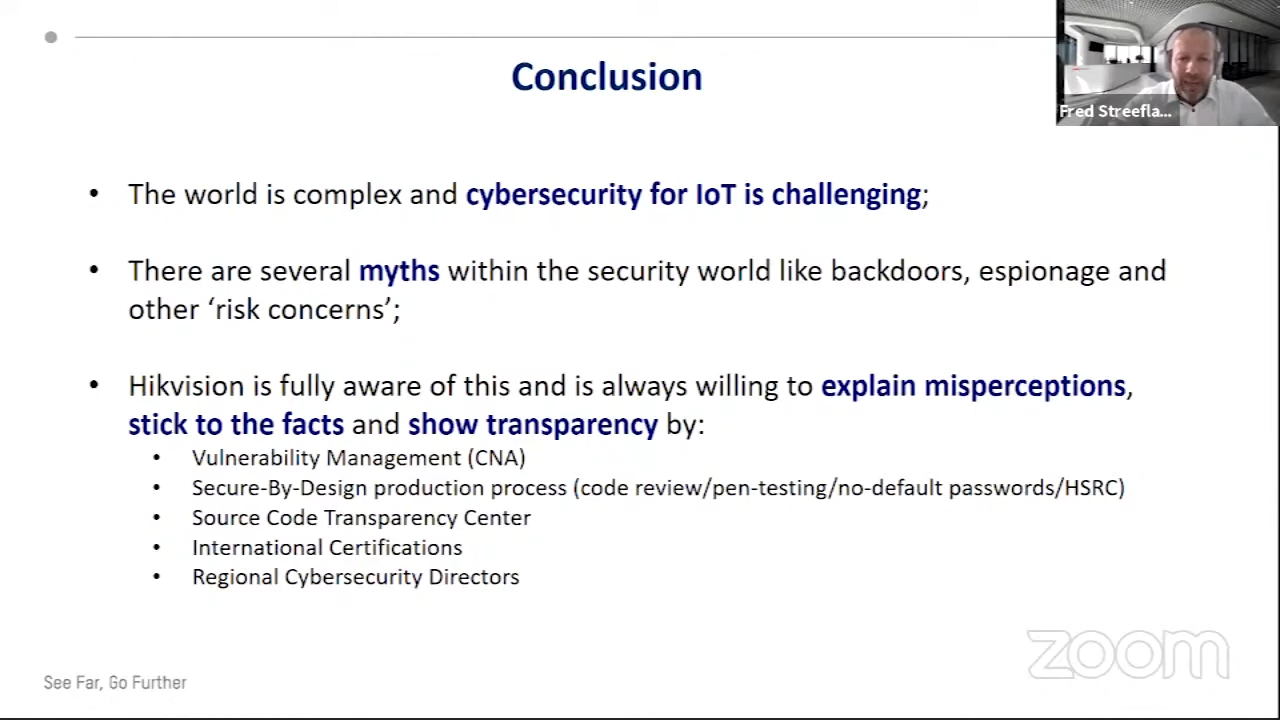 Conclusion
Fred Streefla...
• The world is complex and cybersecurity for IoT is challenging;
• There are several myths within the security world like backdoors, espionage and
other ‘risk concerns’;
• Hikvision is fully aware of this and is always willing to explain misperceptions,
stick to the facts and show transparency by:
• Vulnerability Management (CNA)
• Secure-By-Design production process (code review/pen-testing/no-default passwords/HSRC)
• Source Code Transparency Center
• International Certifications
• Regional Cybersecurity Directors
zoom
See Far, Go Further